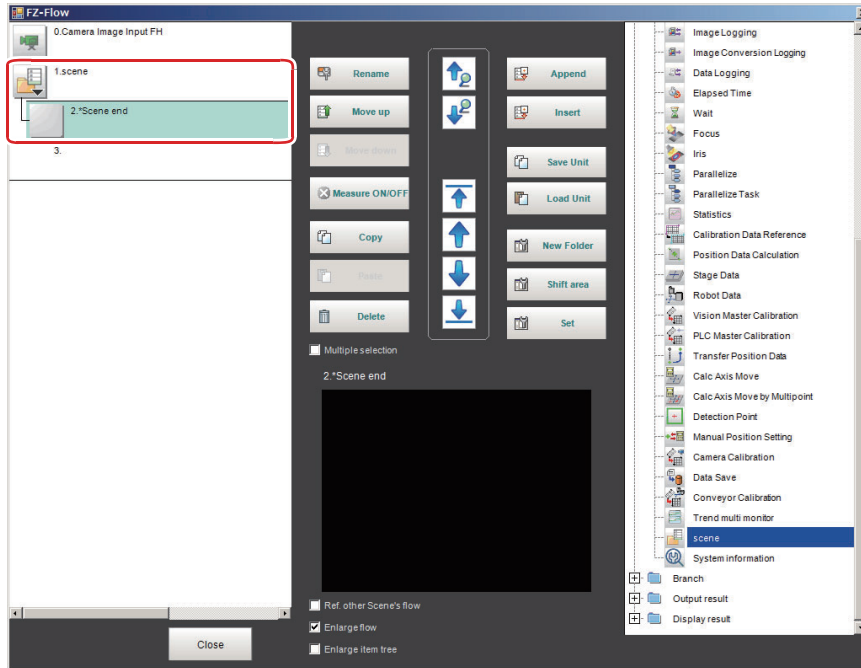 FZ-Flow
0.Camera Image Input FH
1.scene
2.*Scene end
3.
Rename
Move up
Move down
Measure ON/OFF
Copy
Paste
Delete
Append
Insert
Save Unit
Load Unit
New Folder
Shift area
Set
Multiple selection
2.*Scene end
Ref. other Scene's flow
Enlarge flow
Enlarge item tree
Close
Image Logging
Image Conversion Logging
Data Logging
Elapsed Time
Wait
Focus
Iris
Parallelize
Parallelize Task
Statistics
Calibration Data Reference
Position Data Calculation
Stage Data
Robot Data
Vision Master Calibration
PLC Master Calibration
Transfer Position Data
Calc Axis Move
Calc Axis Move by Multipoint
Detection Point
Manual Position Setting
Camera Calibration
Data Save
Conveyor Calibration
Trend multi monitor
scene
System information
Branch
Output result
Display result